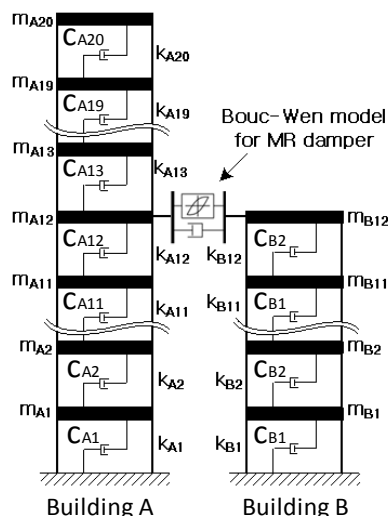 mA20
CA20
kA20
mA19
CA19
kA19
Bouc-Wen model
for MR damper
mA13
CA13
kA13
mA12
mB12
CA12
kA12
kB12
CB2
mA11
mB11
CA11
kA11
kB11
CB1
mA2
mB2
CA2
kA2
kB2
CB2
mA1
mB1
CA1
kA1
kB1
CB1
Building A
Building B